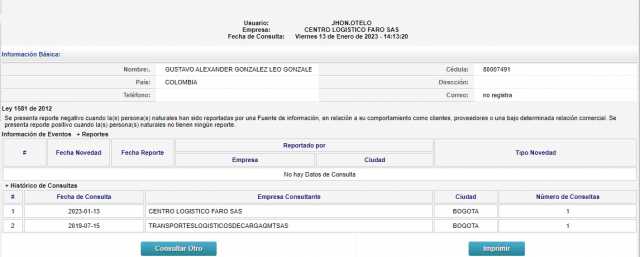 Usuario: JHON.OTELO
Empresa: CENTRO LOGISTICO FARO SAS
Fecha de Consulta: Viernes 13 de Enero de 2023 - 14:13:20
Información Básica:
Nombre:. GUSTAVO ALEXANDER GONZALEZ LEO GONZALE Cédula: 80007491
País: COLOMBIA Dirección:
Teléfono: Correo: no registra
Ley 1581 de 2012
Se presenta reporte negativo cuando la(s) persona(s) naturales han sido reportadas por una Fuente de información, en relación a su comportamiento como clientes, proveedores o una bajo determinada relación comercial. Se
presenta reporte positivo cuando la(s) persona(s) naturales no tienen ningún reporte.
Información de Eventos + Reportes
# Fecha Novedad Fecha Reporte Reportado por Tipo Novedad
Empresa Ciudad
No hay Datos de Consulta
+ Histórico de Consultas
# Fecha de Consulta Empresa Consultante Ciudad Número de Consultas
1 2023-01-13 CENTRO LOGISTICO FARO SAS BOGOTA 1
2 2019-07-15 TRANSPORTESLOGISTICOSDECARGAQMTSAS BOGOTA 1
Consultar Otro Imprimir